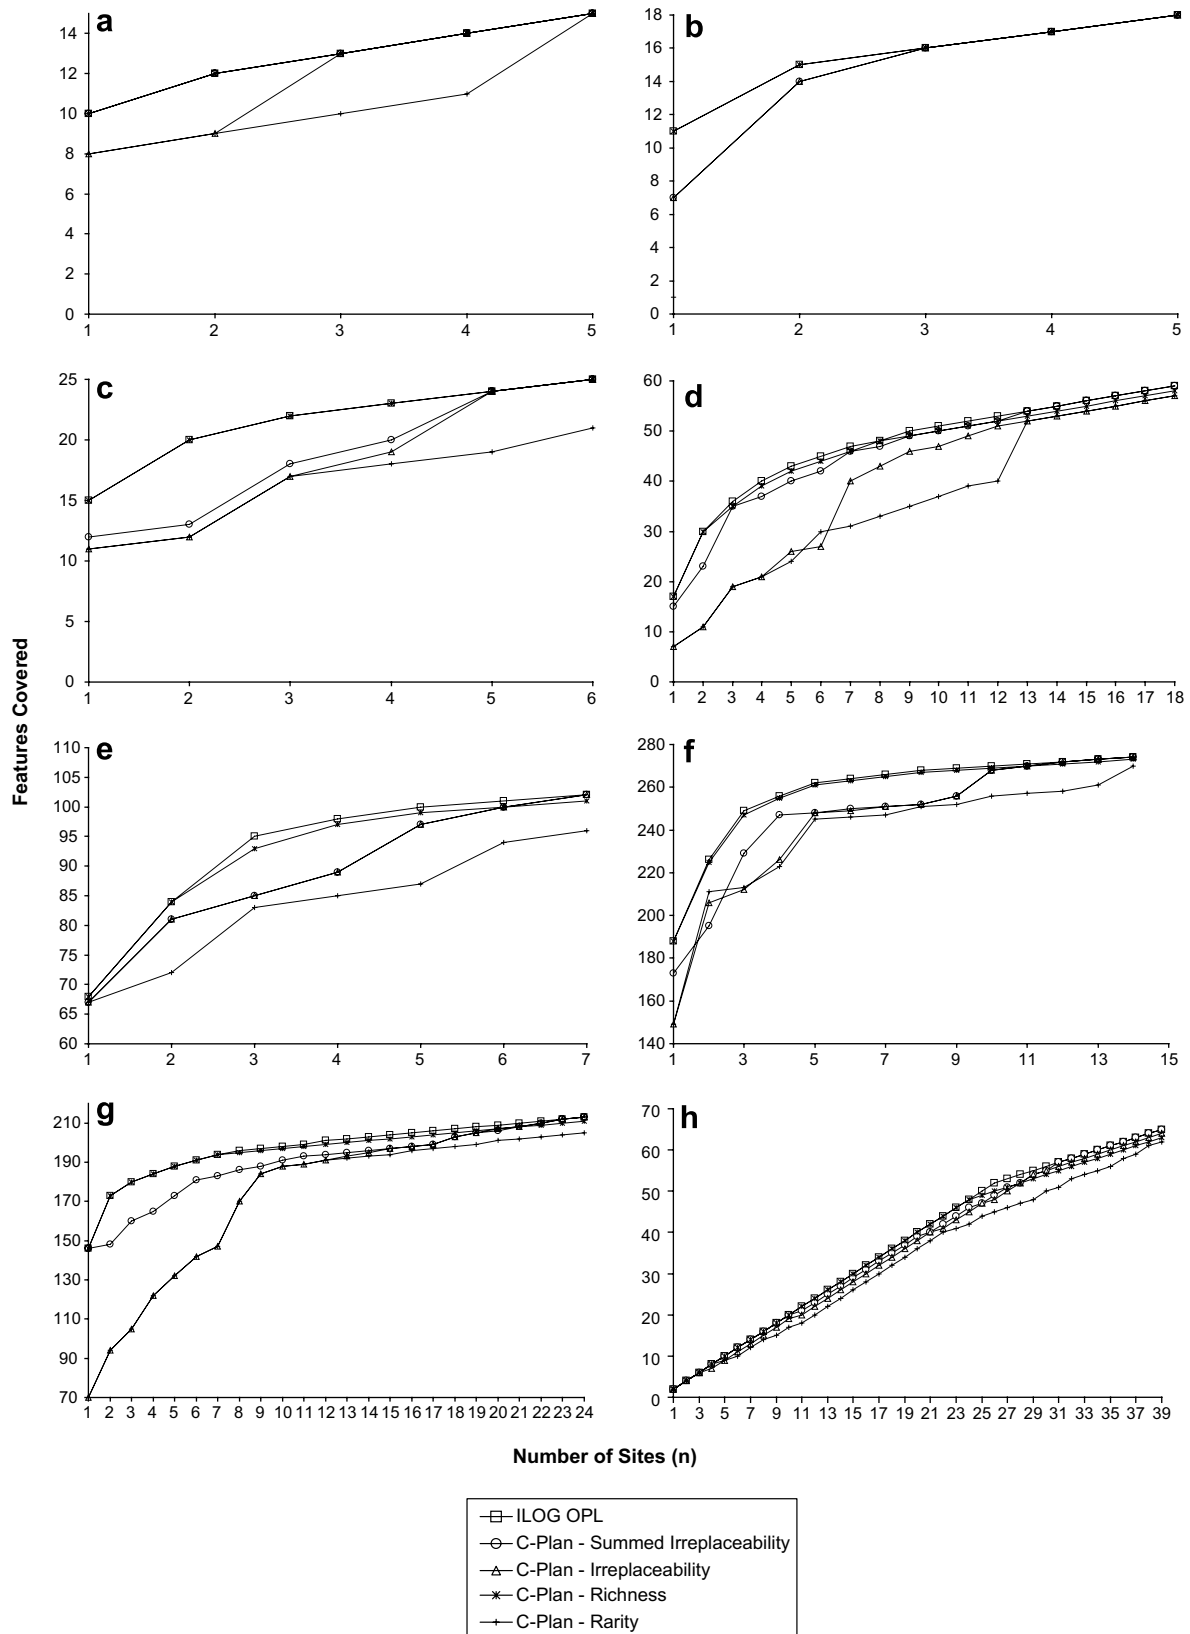 a
14
12
10
8
6
4
2
0
1 2 3 4 5
b
18
16
14
12
10
8
6
4
2
0
1 2 3 4 5
c
25
20
15
10
5
0
1 2 3 4 5 6
d
60
50
40
30
20
10
0
1 2 3 4 5 6 7 8 9 10 11 12 13 14 15 16 17 18
Features Covered
e
110
105
100
95
90
85
80
75
70
65
60
1 2 3 4 5 6 7
f
280
260
240
220
200
180
160
140
1 3 5 7 9 11 13 15
g
210
190
170
150
130
110
90
70
1 2 3 4 5 6 7 8 9 10 11 12 13 14 15 16 17 18 19 20 21 22 23 24
h
70
60
50
40
30
20
10
0
1 3 5 7 9 11 13 15 17 19 21 23 25 27 29 31 33 35 37 39
Number of Sites (n)
ILOG OPL
C-Plan - Summed Irreplaceability
C-Plan - Irreplaceability
C-Plan - Richness
C-Plan - Rarity